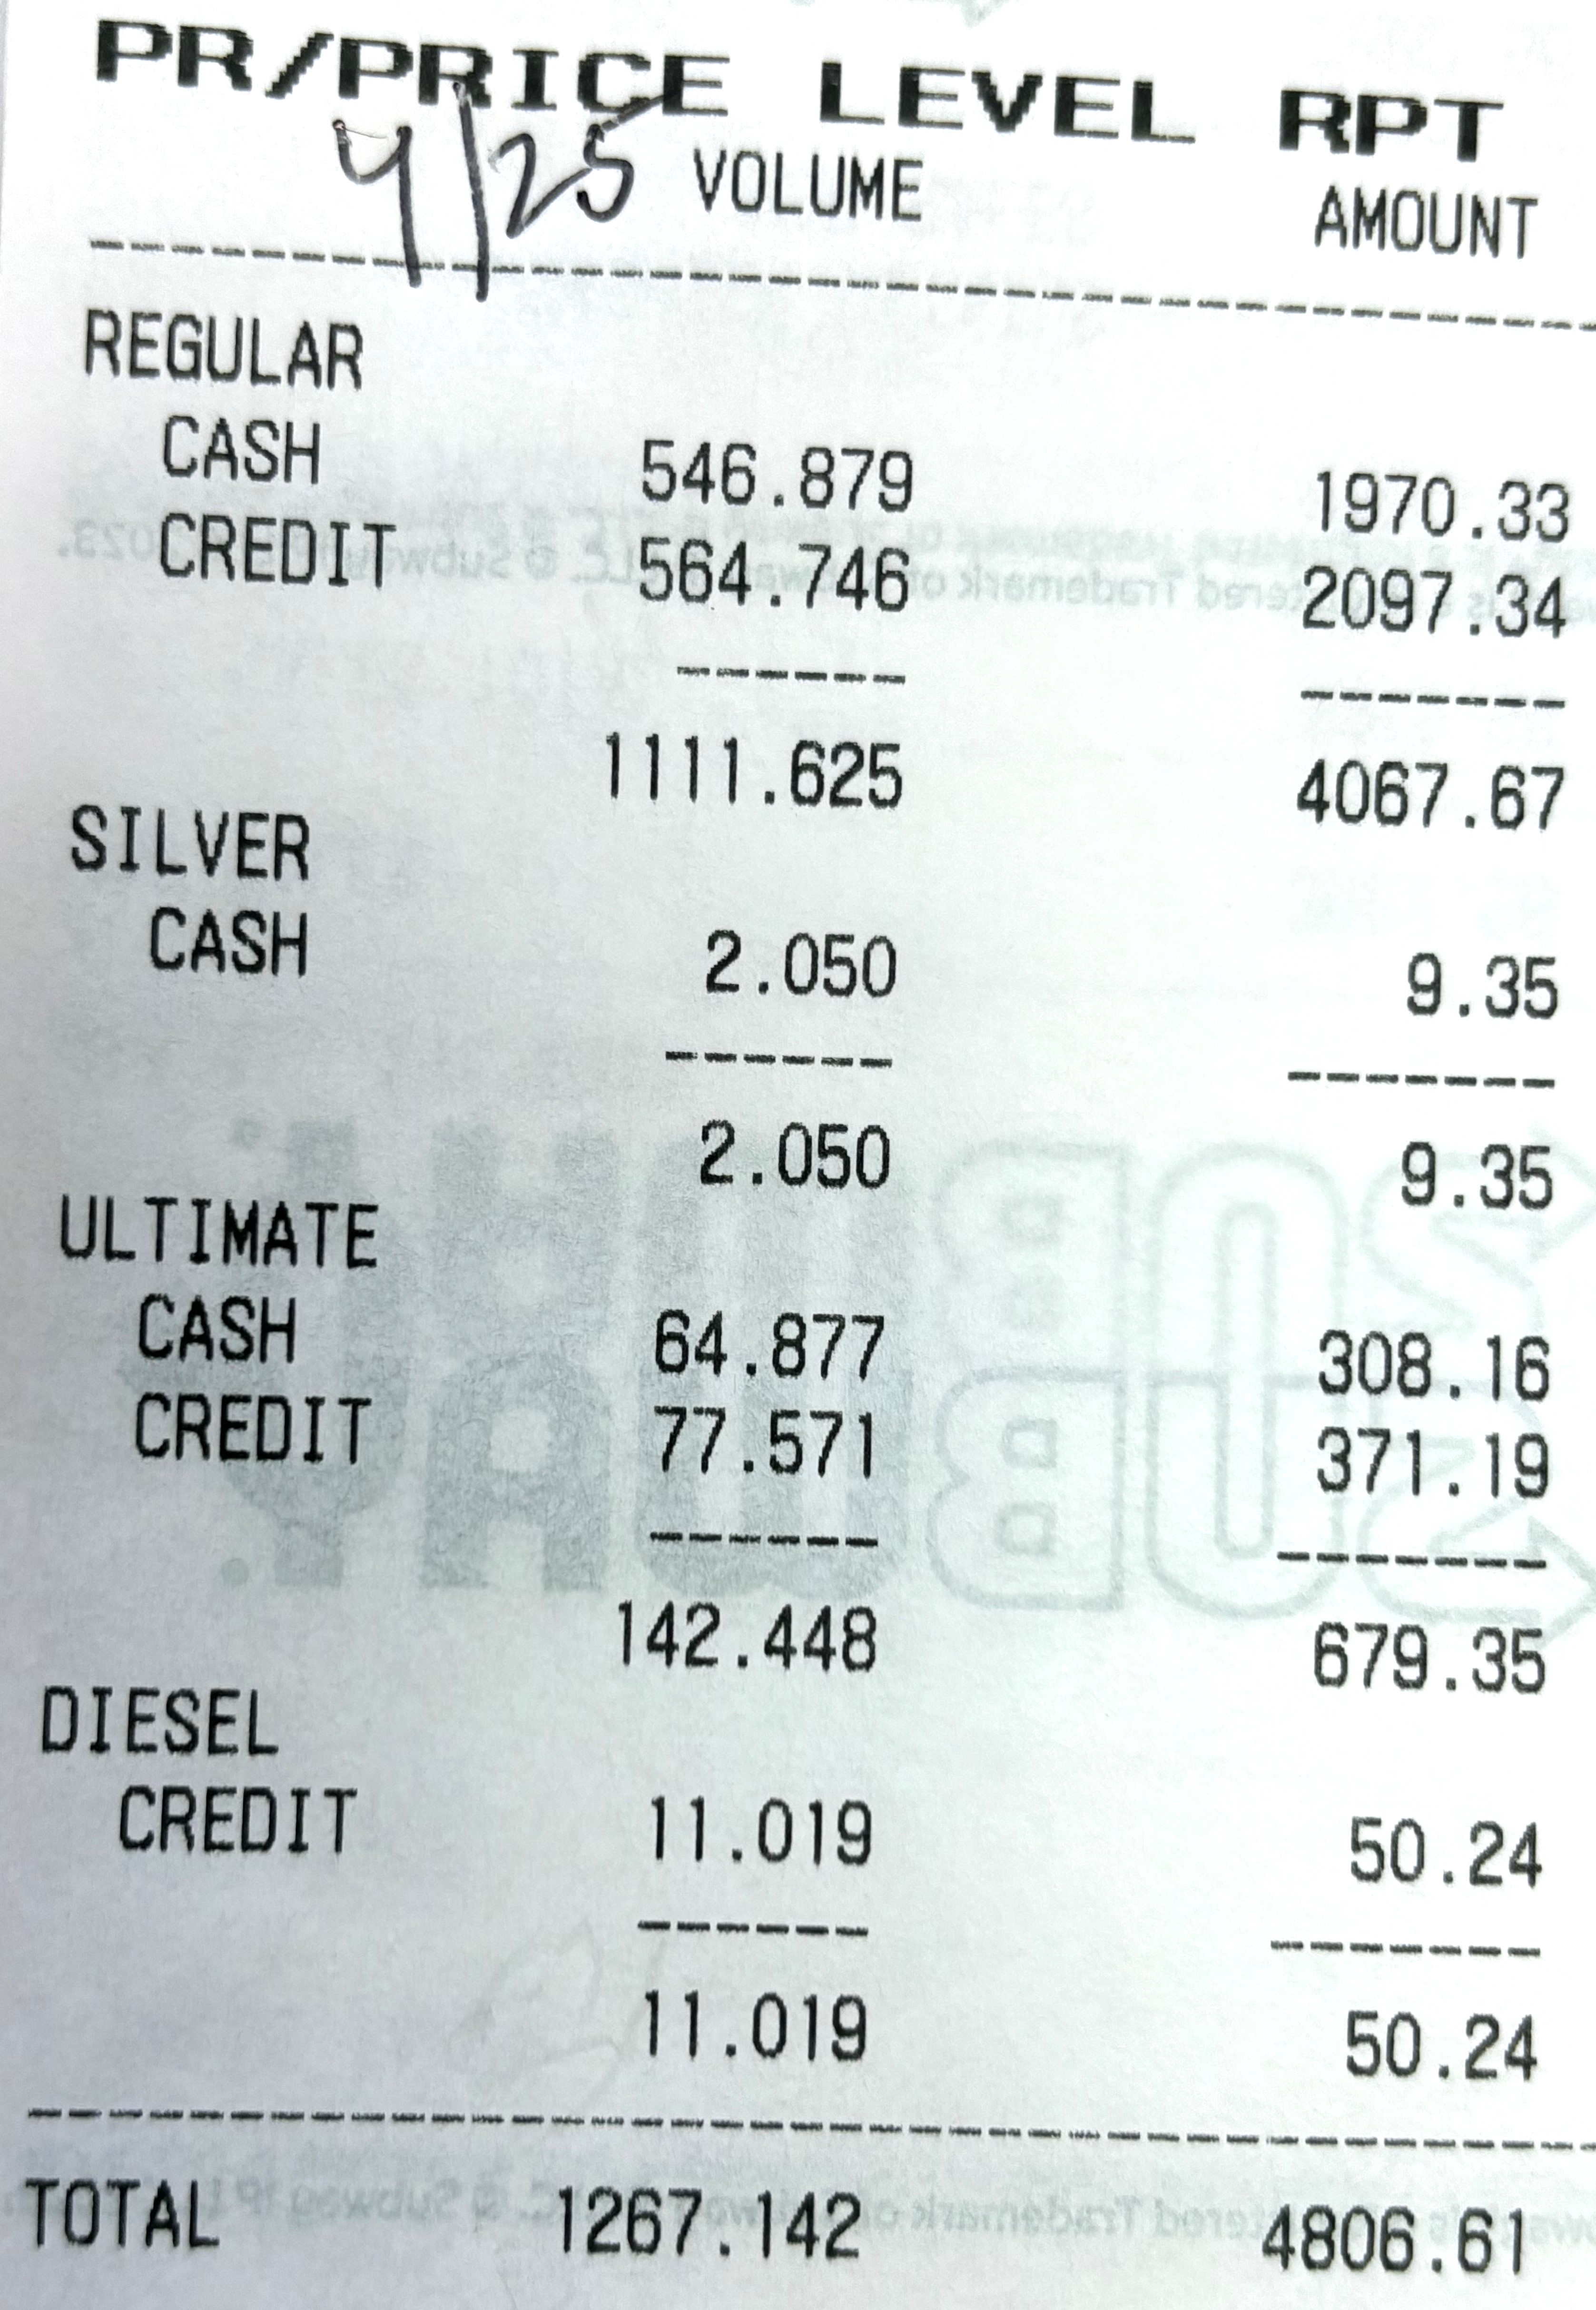 PR/PRICE LEVEL RPT
4/25 VOLUME AMOUNT
REGULAR
CASH 546.879 1970.33
CREDIT 564.746 2097.34
1111.625 4067.67
SILVER
CASH 2.050 9.35
2.050 9.35
ULTIMATE
CASH 64.877 308.16
CREDIT 77.571 371.19
142.448 679.35
DIESEL
CREDIT 11.019 50.24
11.019 50.24
TOTAL 1267.142 4806.61